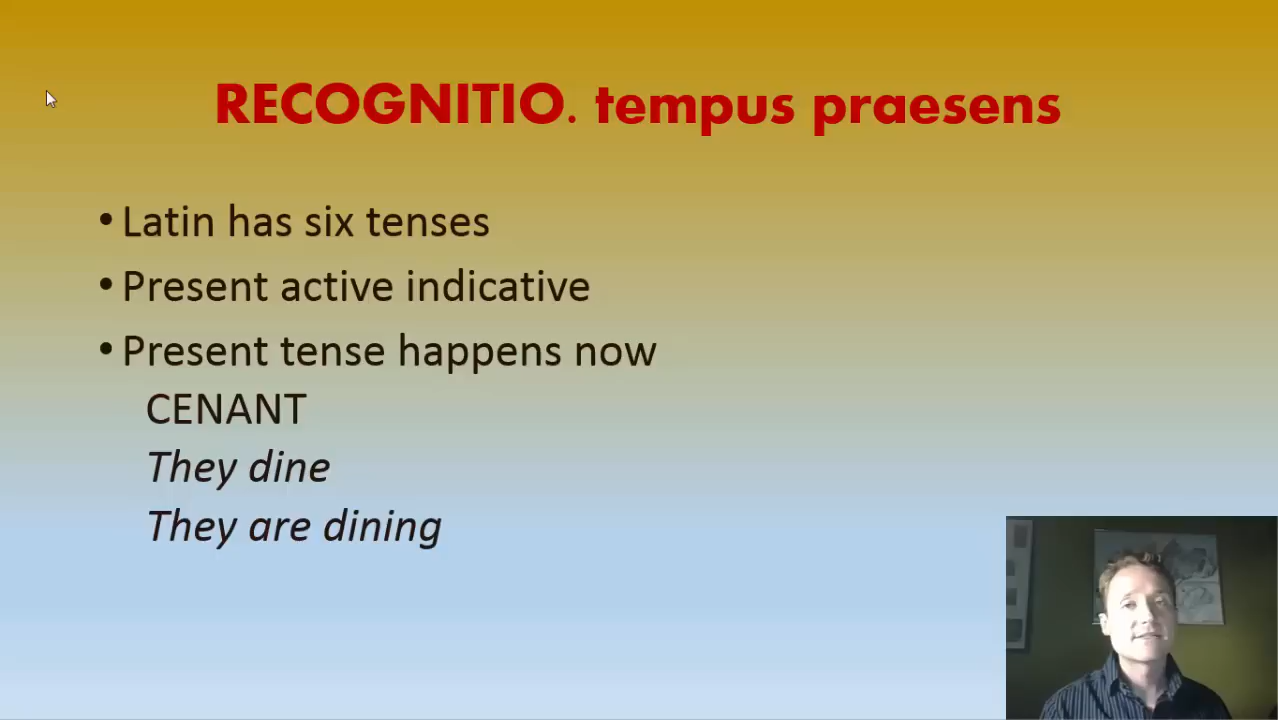 RECOGNITIO. tempus praesens
• Latin has six tenses
• Present active indicative
• Present tense happens now
CENANT
They dine
They are dining